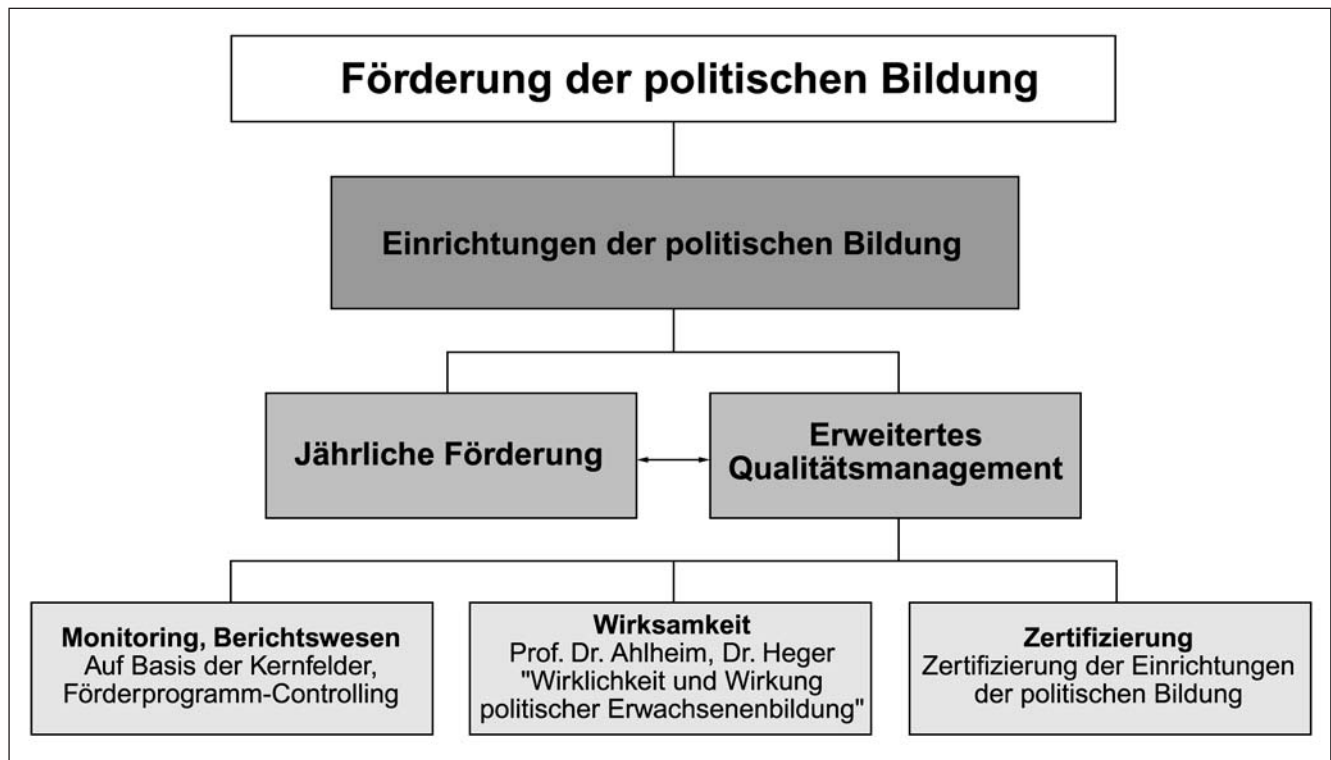 Förderung der politischen Bildung
Einrichtungen der politischen Bildung
Jährliche Förderung
Erweitertes
Qualitätsmanagement
Monitoring, Berichtswesen
Auf Basis der Kernfelder,
Förderprogramm-Controlling
Wirksamkeit
Prof. Dr. Ahlheim, Dr. Heger
"Wirklichkeit und Wirkung
politischer Erwachsenenbildung"
Zertifizierung
Zertifizierung der Einrichtungen
der politischen Bildung